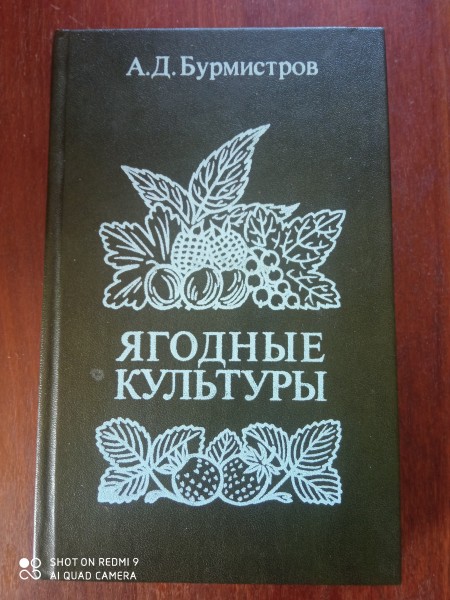 А.Д.Бурмистров
ЯГОДНЫЕ
КУЛЬТУРЫ
SHOT ON REDMI 9
AI QUAD CAMERA